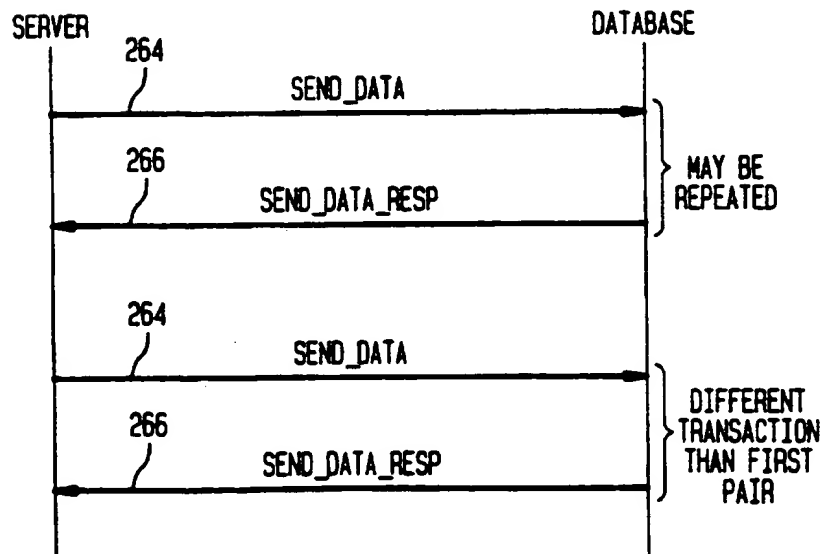 SERVER
DATABASE
264
SEND_DATA
266
SEND_DATA_RESP
MAY BE
REPEATED
264
SEND_DATA
266
SEND_DATA_RESP
DIFFERENT
TRANSACTION
THAN FIRST
PAIR